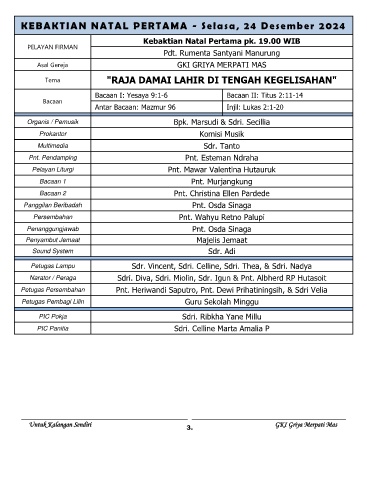 KEBAKTIAN NATAL PERTAMA - Selasa, 24 Desember 2024
PELAYAN FIRMAN
Kebaktian Natal Pertama pk. 19.00 WIB
Pdt. Rumenta Santyani Manurung
Asal Gereja GKI GRIYA MERPATI MAS
Tema "RAJA DAMAI LAHIR DI TENGAH KEGELISAHAN"
Bacaan
Bacaan I: Yesaya 9:1-6 Bacaan II: Titus 2:11-14
Antar Bacaan: Mazmur 96 Injil: Lukas 2:1-20
Organis / Pemusik Bpk. Marsudi & Sdri. Secillia
Prokantor Komisi Musik
Multimedia Sdr. Tanto
Pnt. Pendamping Pnt. Esteman Ndraha
Pelayan Liturgi Pnt. Mawar Valentina Hutauruk
Bacaan 1 Pnt. Murjangkung
Bacaan 2 Pnt. Christina Ellen Pardede
Panggilan Beribadah Pnt. Osda Sinaga
Persembahan Pnt. Wahyu Retno Palupi
Penanggungjawab Pnt. Osda Sinaga
Penyambut Jemaat Majelis Jemaat
Sound System Sdr. Adi
Petugas Lampu Sdr. Vincent, Sdri. Celline, Sdri. Thea, & Sdri. Nadya
Narator / Peraga Sdri. Diva, Sdri. Miolin, Sdr. Igun & Pnt. Albherd RP Hutasoit
Petugas Persembahan Pnt. Heriwandi Saputro, Pnt. Dewi Prihatiningsih, & Sdri Velia
Petugas Pembagi Lilin Guru Sekolah Minggu
PIC Pokja Sdri. Ribkha Yane Millu
PIC Panitia Sdri. Celline Marta Amalia P
Untuk Kalangan Sendiri
3.
GKI Griya Merpati Mas